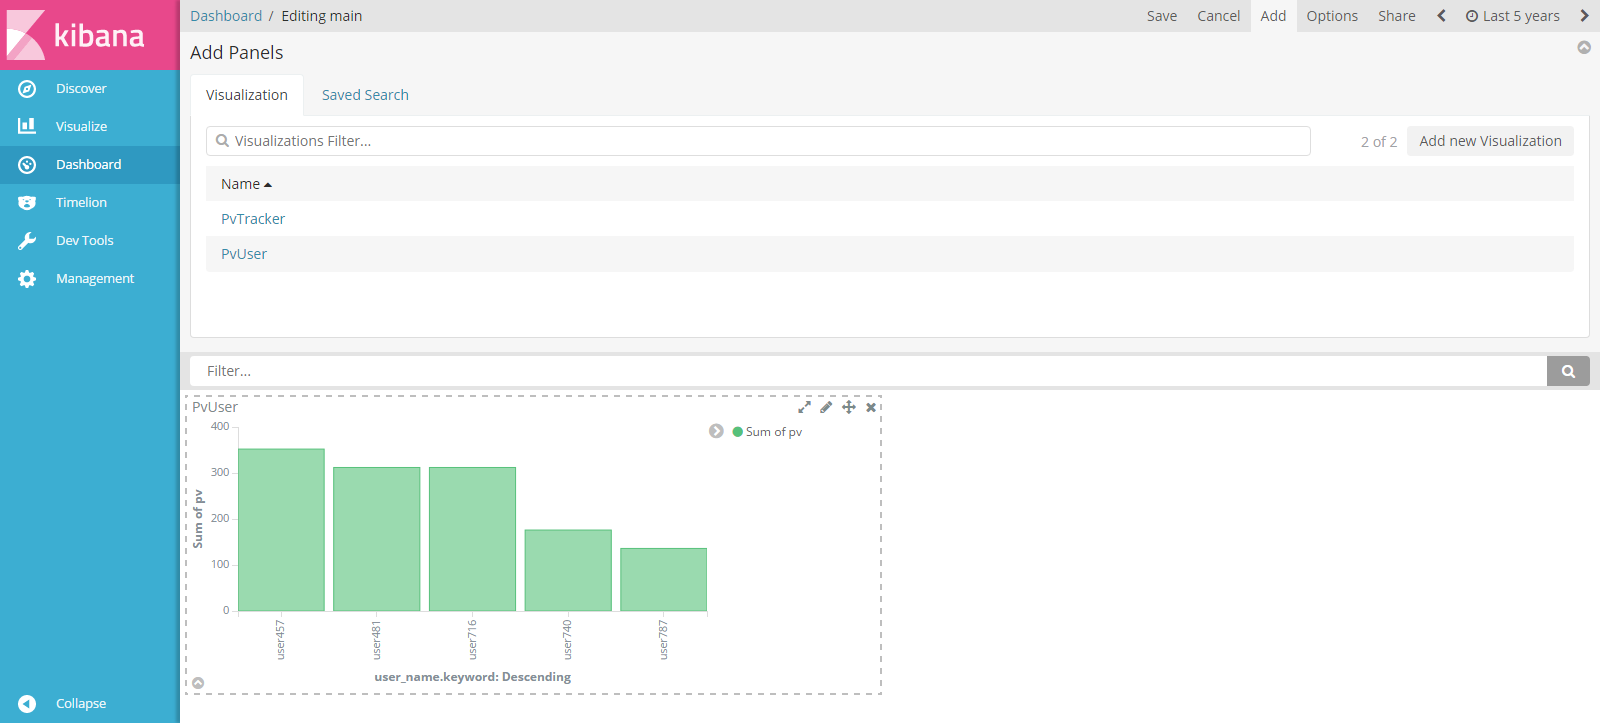 kibana
Discover
Visualize
Dashboard
Timelion
Dev Tools
Management
Collapse
Dashboard / Editing main
Save Cancel Add Options Share Last 5 years
Add Panels
Visualization Saved Search
Visualizations Filter...
2 of 2 Add new Visualization
Name
PvTracker
PvUser
Filter...
PvUser
Sum of pv
400
300
200
100
0
Sum of pv
user457
user481
user716
user740
user787
user_name.keyword: Descending